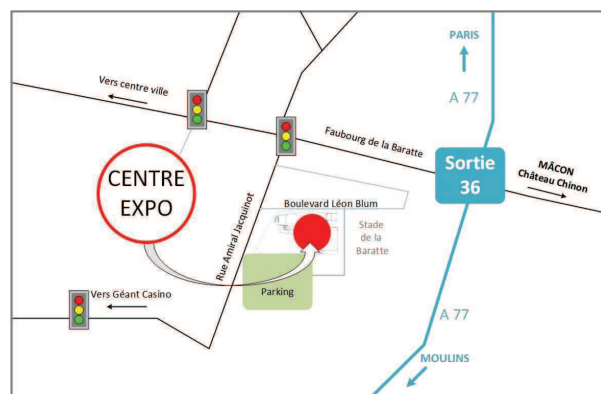 PARIS
A 77
Vers centre ville
Faubourg de la Baratte
Sortie
36
MÂCON
Château Chinon
CENTRE
EXPO
Boulevard Léon Blum
Stade
de la
Baratte
Rue Amiral Jacquinot
Parking
Vers Géant Casino
A 77
MOULINS